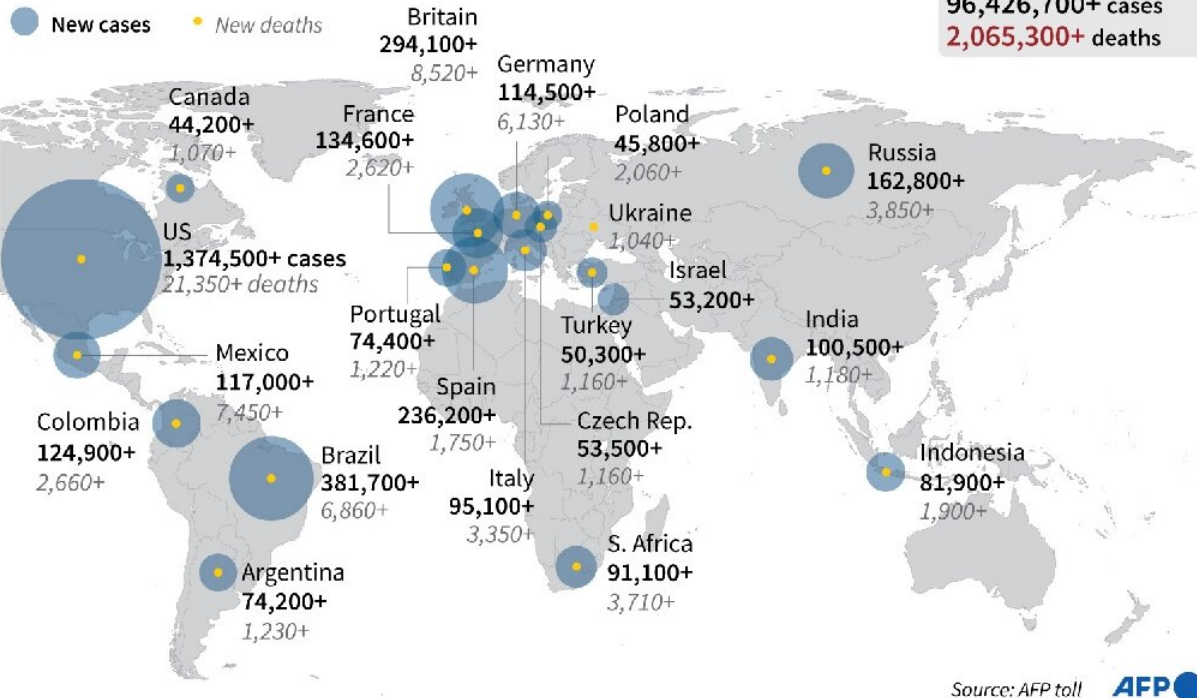 New cases
New deaths
96,426,700+ cases
2,065,300+ deaths
Britain
294,100+
8,520+
Germany
114,500+
6,130+
Canada
44,200+
1,070+
France
134,600+
2,620+
Poland
45,800+
2,060+
Russia
162,800+
3,850+
Ukraine
1,040+
US
1,374,500+ cases
21,350+ deaths
Israel
53,200+
Portugal
74,400+
1,220+
Turkey
50,300+
1,160+
India
100,500+
1,180+
Mexico
117,000+
7,450+
Spain
236,200+
1,750+
Colombia
124,900+
2,660+
Czech Rep.
53,500+
1,160+
Brazil
381,700+
6,860+
Italy
95,100+
3,350+
Indonesia
81,900+
1,900+
S. Africa
91,100+
3,710+
Argentina
74,200+
1,230+
Source: AFP toll
AFP